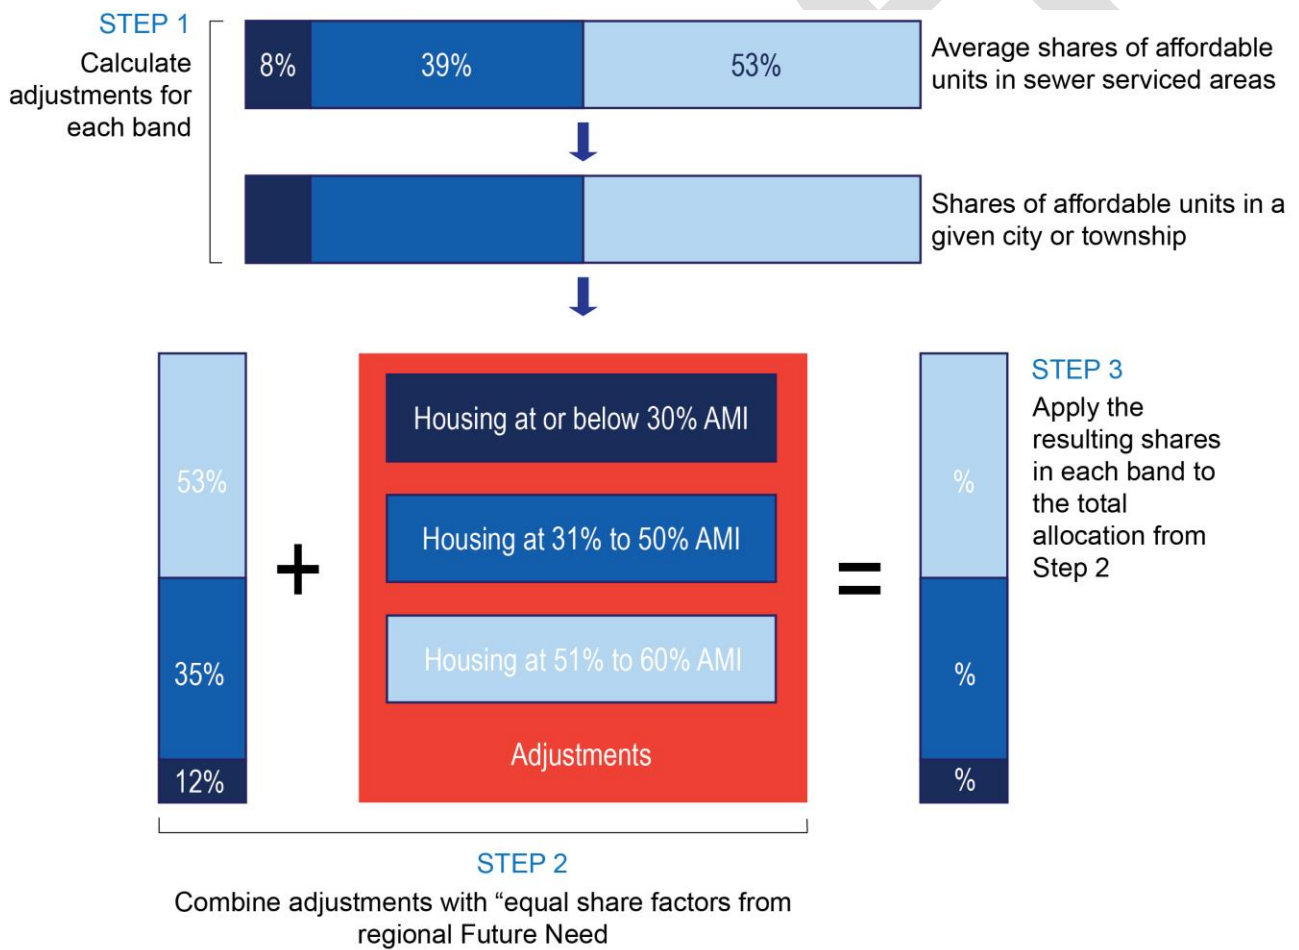 STEP 1
Calculate
adjustments for
each band
8%
39%
53%
Average shares of affordable
units in sewer serviced areas
Shares of affordable units in a
given city or township
53%
35%
12%
+
Housing at or below 30% AMI
Housing at 31% to 50% AMI
Housing at 51% to 60% AMI
Adjustments
=
%
%
%
STEP 3
Apply the
resulting shares
in each band to
the total
allocation from
Step 2
STEP 2
Combine adjustments with “equal share factors from
regional Future Need